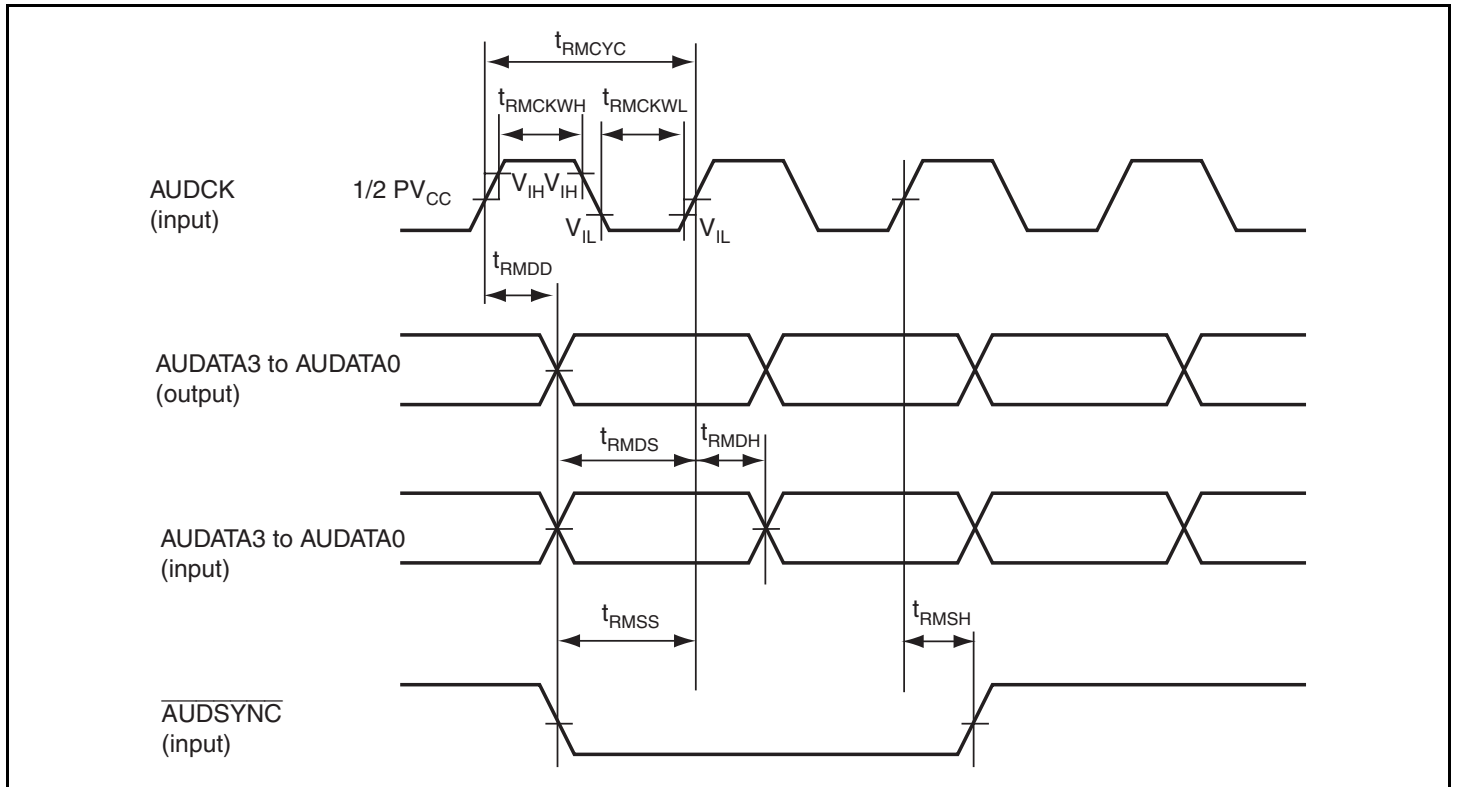 tRMCYC
tRMCKWH tRMCKWL
AUDCK
(input)
1/2 PVCC
VIH VIH
VIL VIL
tRMDD
AUDATA3 to AUDATA0
(output)
tRMDS tRMDH
AUDATA3 to AUDATA0
(input)
tRMSS tRMSH
AUDSYNC
(input)